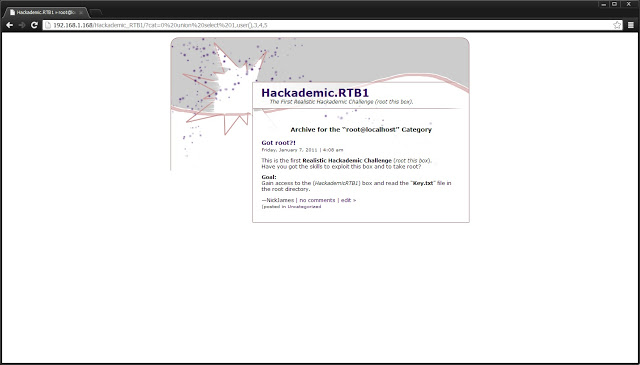 Hackademic.RTB1 » root@lo
192.168.1.168/Hackademic_RTB1/?cat=0%20union%20select%201,user(),3,4,5
Hackademic.RTB1
The First Realistic Hackademic Challenge (root this box).
Archive for the "root@localhost" Category
Got root?!
Friday, January 7, 2011 | 4:08 am
This is the first Realistic Hackademic Challenge (root this box).
Have you got the skills to exploit this box and to take root?
Goal:
Gain access to the (HackademicRTB1) box and read the "Key.txt" file in
the root directory.
—NickJames | no comments | edit »
(posted in Uncategorized